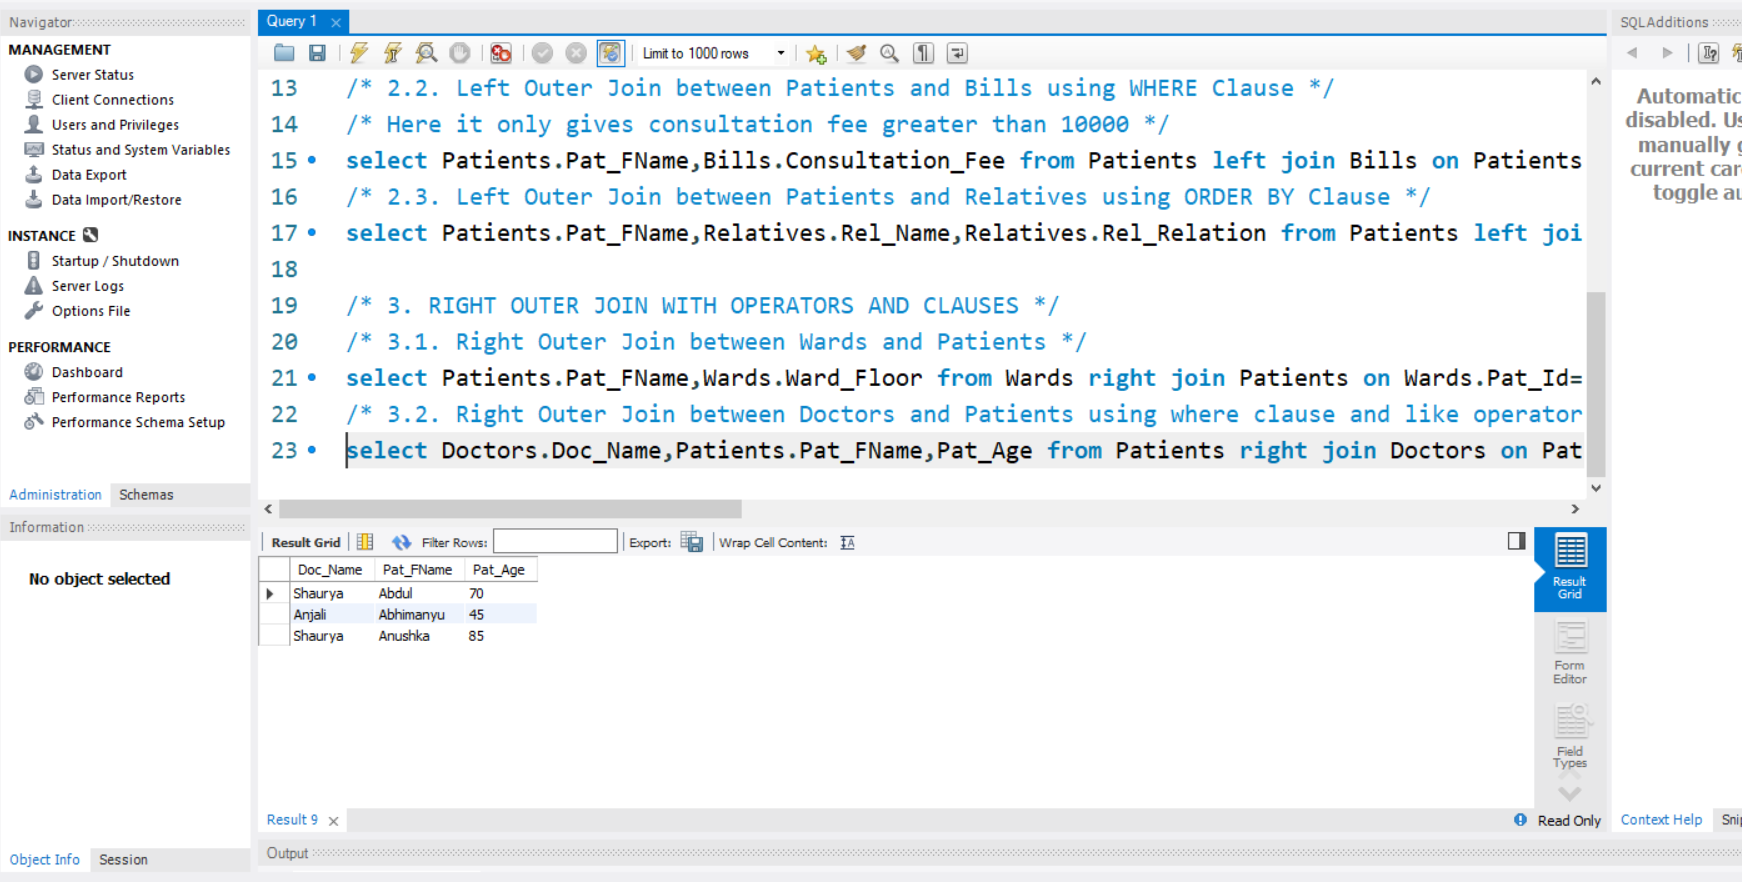 Navigator
MANAGEMENT
Server Status
Client Connections
Users and Privileges
Status and System Variables
Data Export
Data Import/Restore
INSTANCE
Startup / Shutdown
Server Logs
Options File
PERFORMANCE
Dashboard
Performance Reports
Performance Schema Setup
Administration Schemas
Information
No object selected
Object Info Session
Query 1
Limit to 1000 rows
13 /* 2.2. Left Outer Join between Patients and Bills using WHERE Clause */
14 /* Here it only gives consultation fee greater than 10000 */
15 select Patients.Pat_FName,Bills.Consultation_Fee from Patients left join Bills on Patients
16 /* 2.3. Left Outer Join between Patients and Relatives using ORDER BY Clause */
17 select Patients.Pat_FName,Relatives.Rel_Name,Relatives.Rel_Relation from Patients left joi
18
19 /* 3. RIGHT OUTER JOIN WITH OPERATORS AND CLAUSES */
20 /* 3.1. Right Outer Join between Wards and Patients */
21 select Patients.Pat_FName,Wards.Ward_Floor from Wards right join Patients on Wards.Pat_Id=
22 /* 3.2. Right Outer Join between Doctors and Patients using where clause and like operator
23 select Doctors.Doc_Name,Patients.Pat_FName,Pat_Age from Patients right join Doctors on Pat
Result Grid Filter Rows: Export: Wrap Cell Content:
Doc_Name Pat_FName Pat_Age
Shaurya Abdul 70
Anjali Abhimanyu 45
Shaurya Anushka 85
Result
Grid
Form
Editor
Field
Types
Result 9
Read Only
Output
SQLAdditions
Automatic
disabled. Us
manually g
current car
toggle au
Context Help Snip